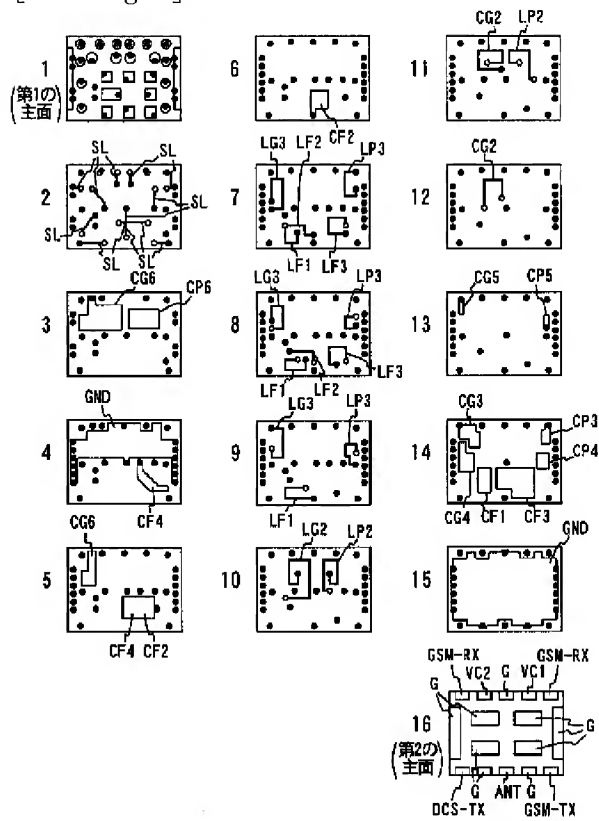 1
(第1の
主面)
2
SL SL SL SL
SL
SL SL SL
3
CG6 CP6
4
GND
CF4
5
CG6
CF4 CF2
6
CF2
7
LG3 LF2 LP3
LF1 LF3
8
LG3 LP3
LF1 LF2 LF3
9
LG3 LP3
LF1
10
LG2 LP2
11
CG2 LP2
12
CG2
13
CG5 CP5
14
CG3 CP3
CP4
CG4 CF1 CF3
15
GND
16
(第2の
主面)
GSM-RX VC2 G VC1 GSM-RX
G
G
G ANT G
DCS-TX GSM-TX